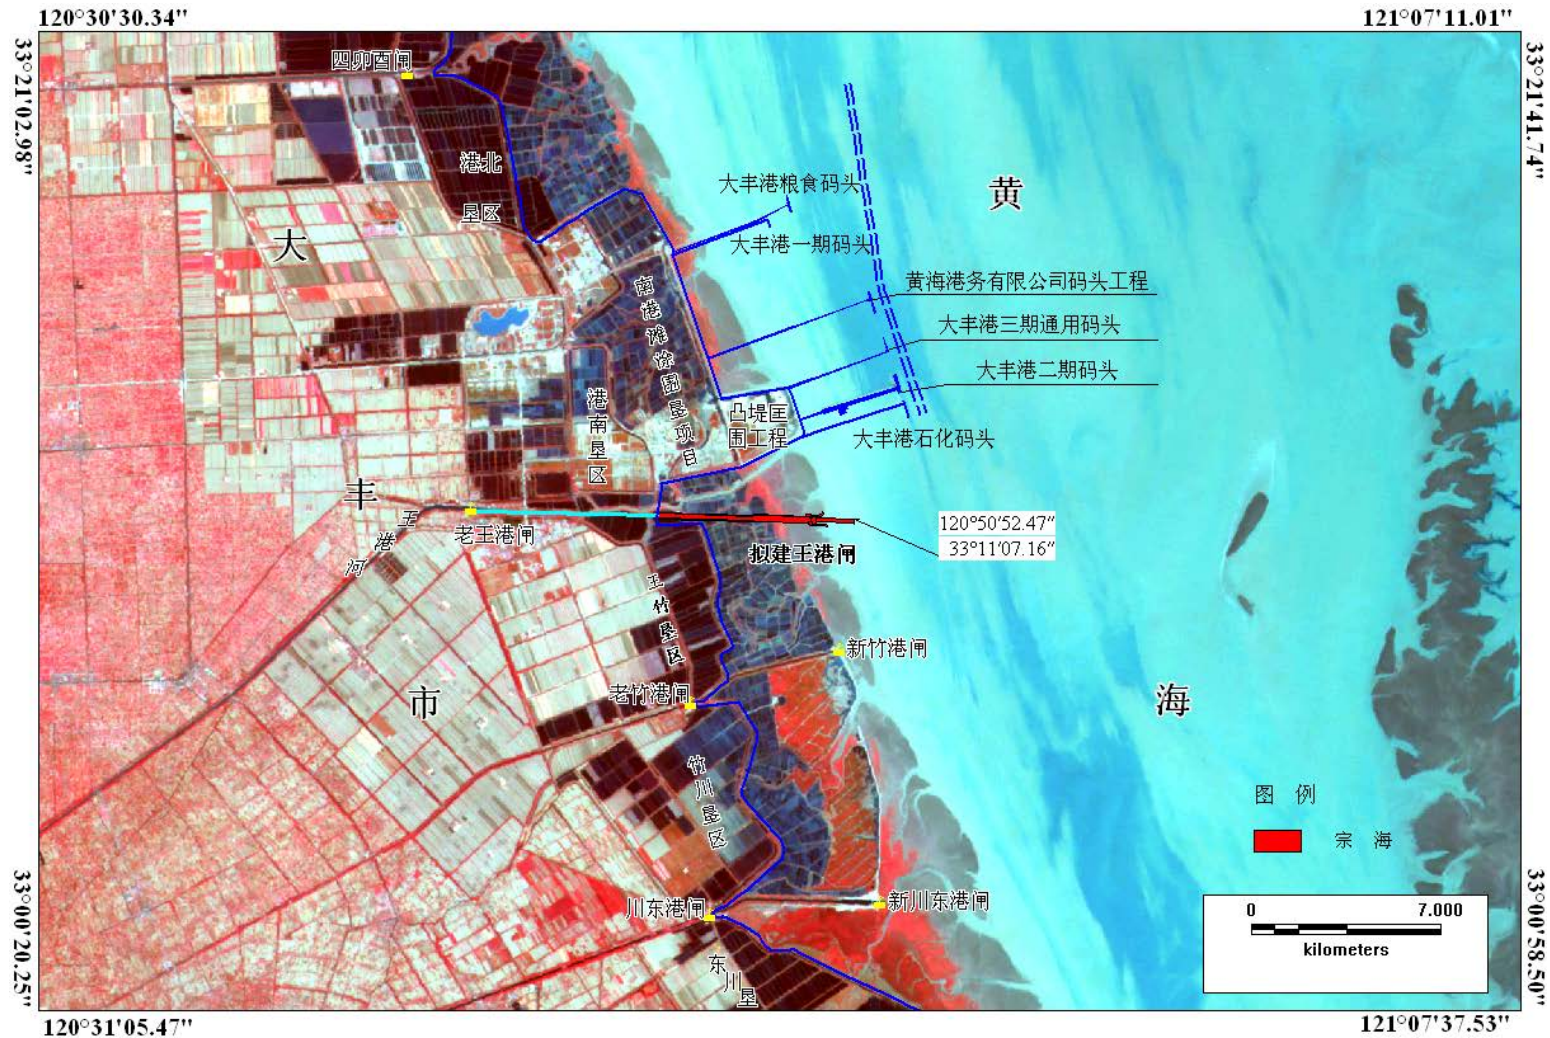 120°30'30.34"
121°07'11.01"
33°21'02.98"
33°21'41.74"
四卯酉闸
港北
垦区
大丰港粮食码头
黄
大
大丰港一期码头
黄海港务有限公司码头工程
南港滩涂围垦项目
大丰港三期通用码头
大丰港二期码头
港南垦区
凸堤匡
围工程
大丰港石化码头
丰
王港河
老王港闸
120°50′52.47″
33°11′07.16″
拟建王港闸
王竹垦区
新竹港闸
老竹港闸
市
海
竹川垦区
图 例
宗 海
川东港闸
新川东港闸
33°00'20.25"
33°00'58.50"
0 7.000
kilometers
东川垦
120°31'05.47"
121°07'37.53"